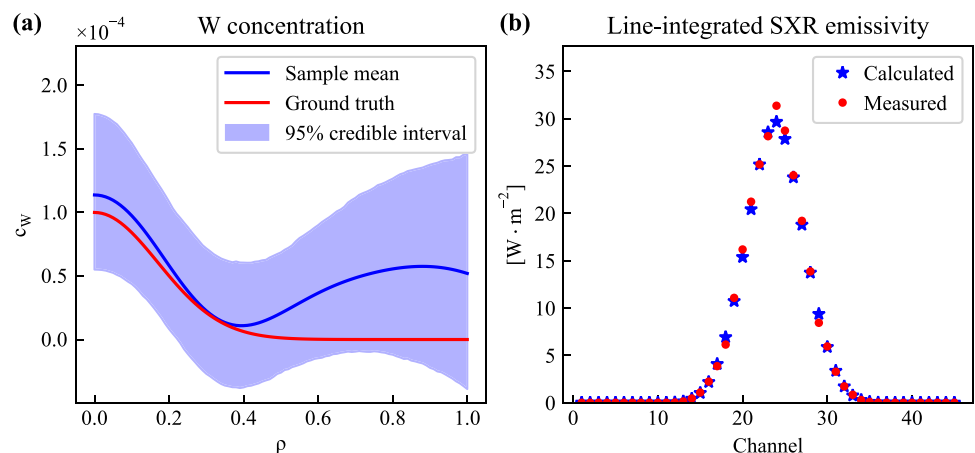 (a)
W concentration
×10⁻⁴
2.0
1.5
1.0
0.5
0.0
c_W
0.0 0.2 0.4 0.6 0.8 1.0
ρ
Sample mean
Ground truth
95% credible interval
(b)
Line-integrated SXR emissivity
35
30
25
20
15
10
5
0
[W · m⁻²]
0 10 20 30 40
Channel
Calculated
Measured